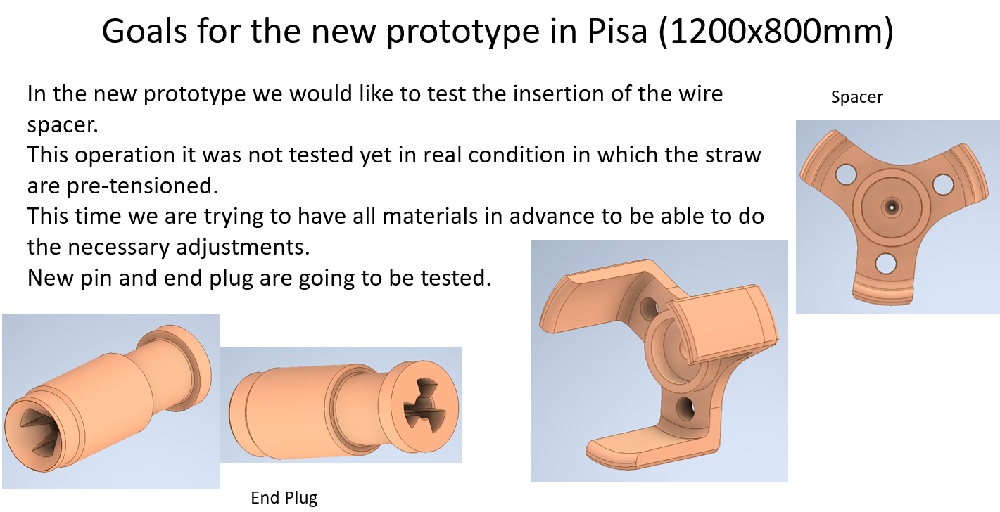 Goals for the new prototype in Pisa (1200x800mm)
In the new prototype we would like to test the insertion of the wire
spacer.
This operation it was not tested yet in real condition in which the straw
are pre-tensioned.
This time we are trying to have all materials in advance to be able to do
the necessary adjustments.
New pin and end plug are going to be tested.
Spacer
End Plug